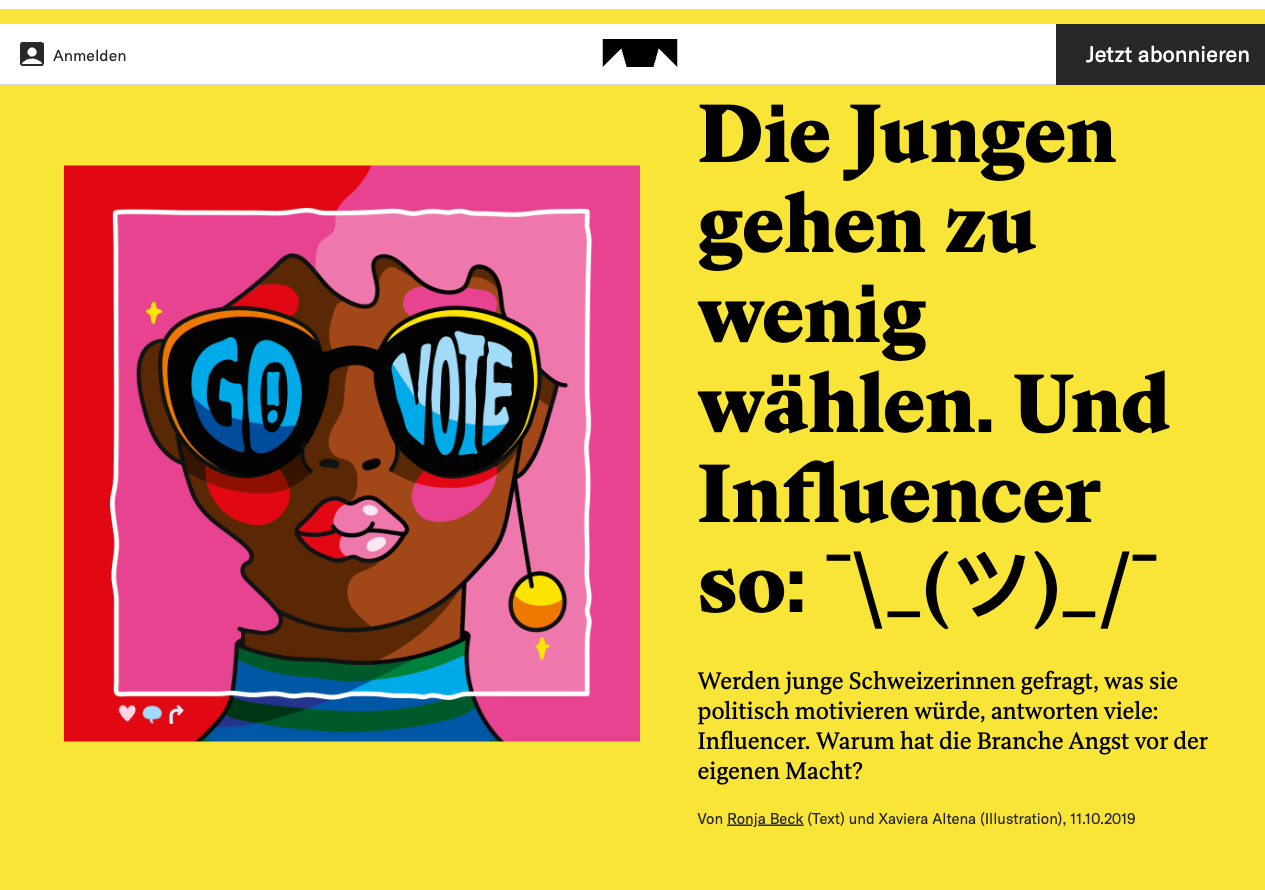 Anmelden
Jetzt abonnieren
GO!
VOTE
Die Jungen
gehen zu
wenig
wählen. Und
Influencer
so: ¯\_(ツ)_/¯
Werden junge Schweizerinnen gefragt, was sie
politisch motivieren würde, antworten viele:
Influencer. Warum hat die Branche Angst vor der
eigenen Macht?
Von Ronja Beck (Text) und Xaviera Altena (Illustration), 11.10.2019